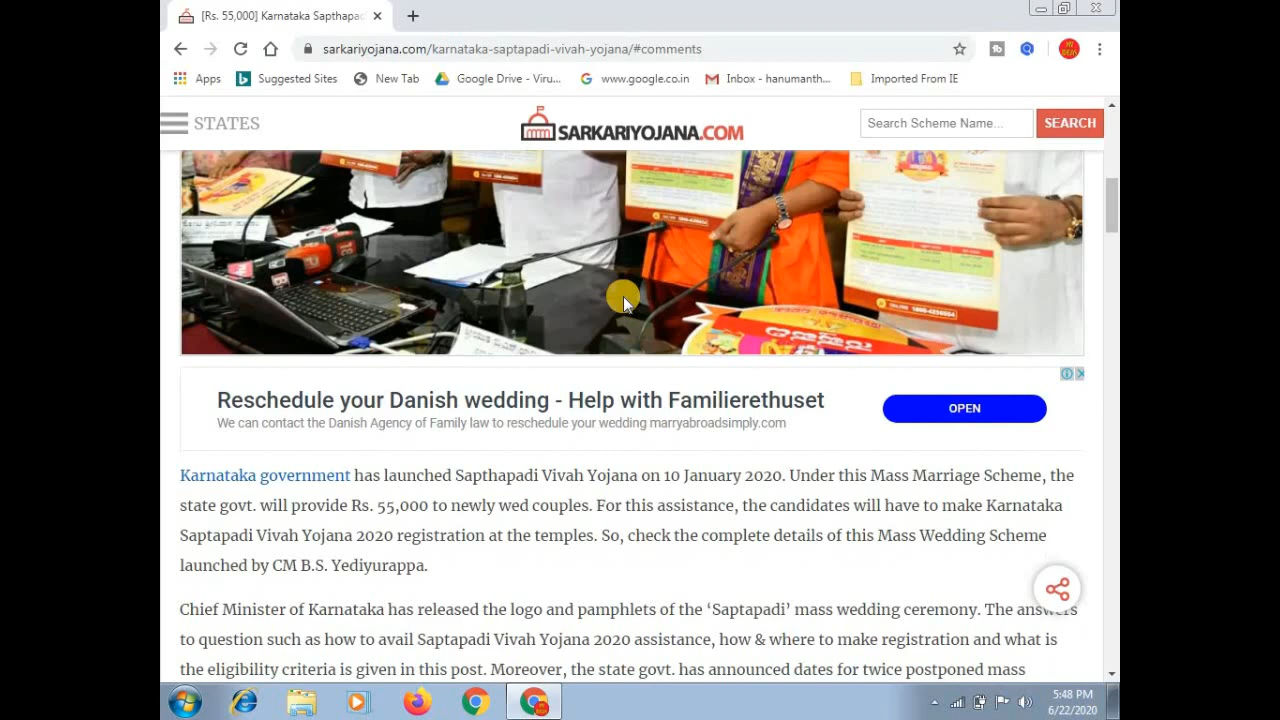 [Rs. 55,000] Karnataka Sapthapad
sarkariyojana.com/karnataka-saptapadi-vivah-yojana/#comments
Apps Suggested Sites New Tab Google Drive - Viru... www.google.co.in Inbox - hanumanth... Imported From IE
STATES SARKARIYOJANA.COM Search Scheme Name... SEARCH
Reschedule your Danish wedding - Help with Familierethuset
We can contact the Danish Agency of Family law to reschedule your wedding marryabroadsimply.com
OPEN
Karnataka government has launched Sapthapadi Vivah Yojana on 10 January 2020. Under this Mass Marriage Scheme, the
state govt. will provide Rs. 55,000 to newly wed couples. For this assistance, the candidates will have to make Karnataka
Saptapadi Vivah Yojana 2020 registration at the temples. So, check the complete details of this Mass Wedding Scheme
launched by CM B.S. Yediyurappa.
Chief Minister of Karnataka has released the logo and pamphlets of the ‘Saptapadi’ mass wedding ceremony. The answers
to question such as how to avail Saptapadi Vivah Yojana 2020 assistance, how & where to make registration and what is
the eligibility criteria is given in this post. Moreover, the state govt. has announced dates for twice postponed mass
5:48 PM
6/22/2020